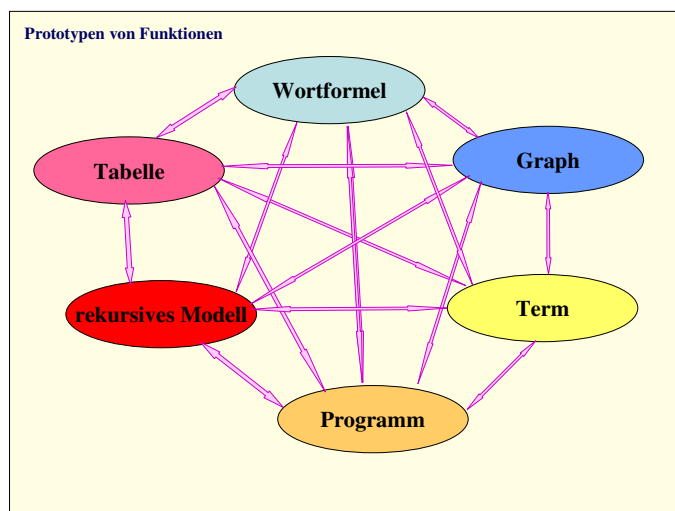 Prototypen von Funktionen
Wortformel
Tabelle
Graph
rekursives Modell
Term
Programm